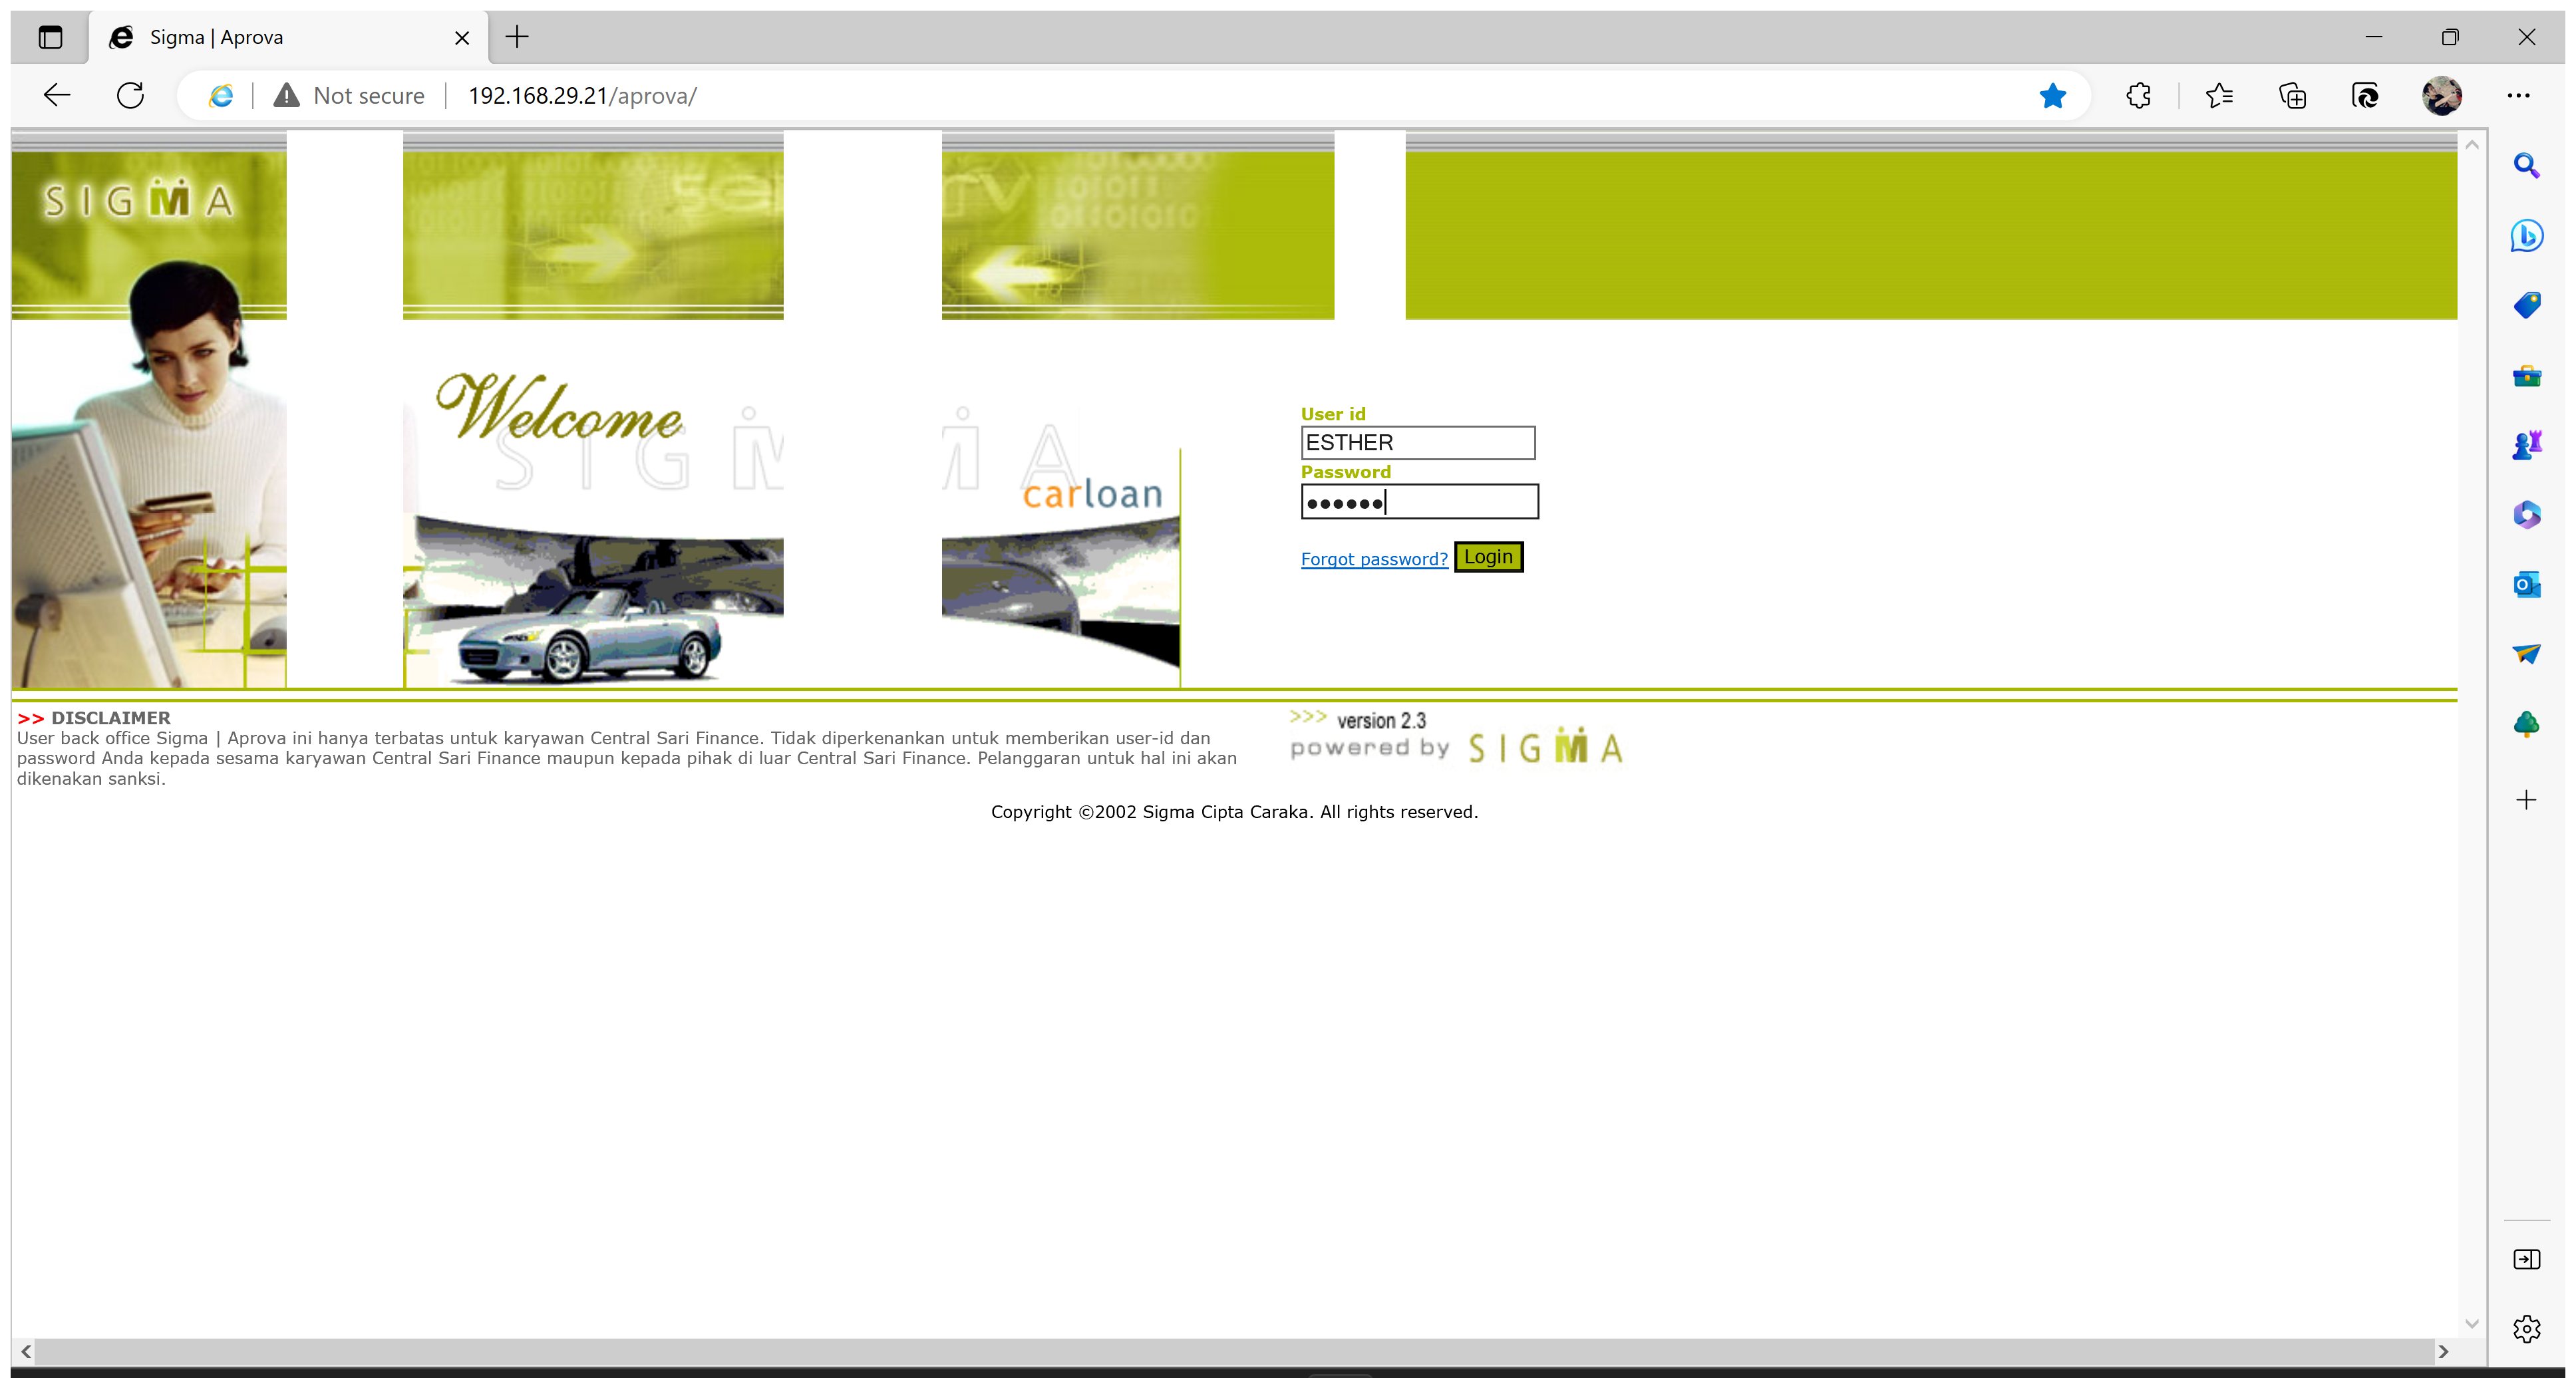 Sigma | Aprova
Not secure
192.168.29.21/aprova/
SIGMA
Welcome
SIGMA
carloan
User id
ESTHER
Password
Forgot password?
Login
>> DISCLAIMER
User back office Sigma | Aprova ini hanya terbatas untuk karyawan Central Sari Finance. Tidak diperkenankan untuk memberikan user-id dan
password Anda kepada sesama karyawan Central Sari Finance maupun kepada pihak di luar Central Sari Finance. Pelanggaran untuk hal ini akan
dikenakan sanksi.
>>> version 2.3
powered by SIGMA
Copyright ©2002 Sigma Cipta Caraka. All rights reserved.